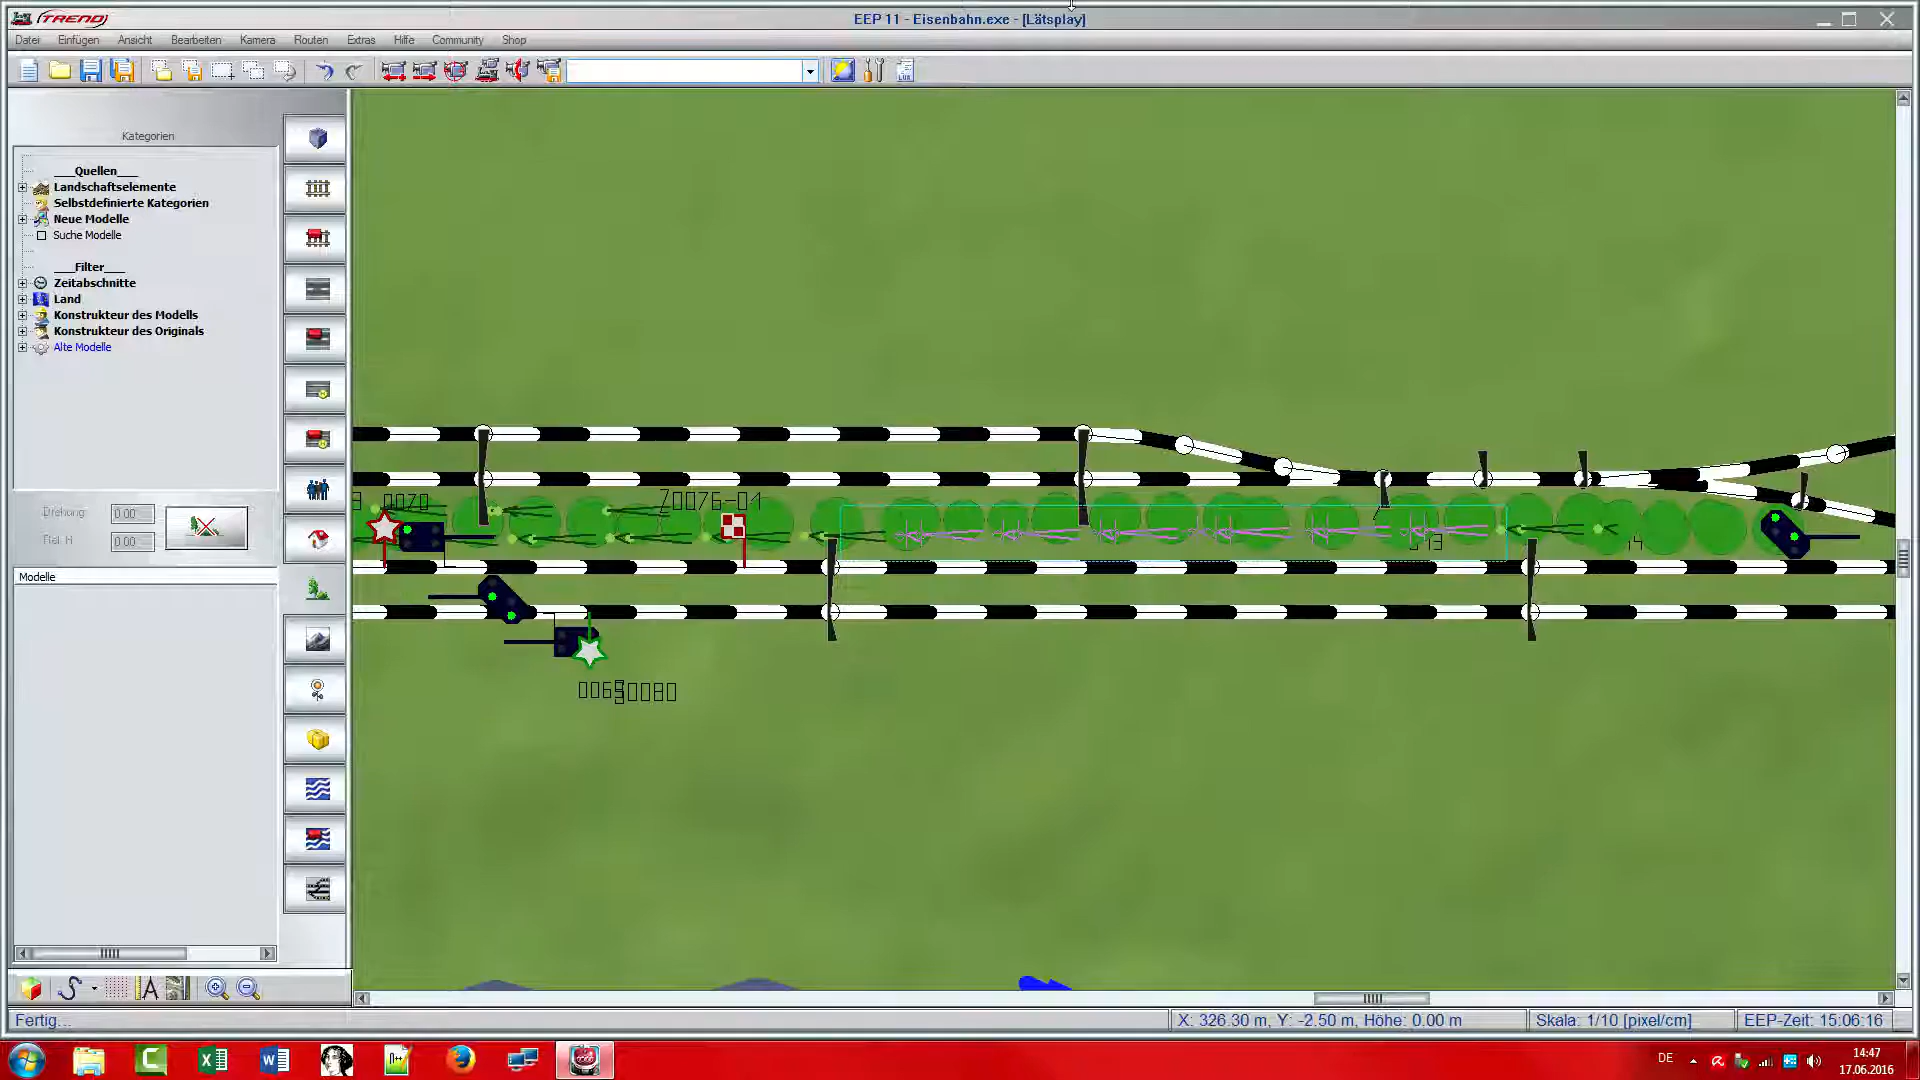 TREND
EEP 11 - Eisenbahn.exe - [Lätsplay]
Datei Einfügen Ansicht Bearbeiten Kamera Routen Extras Hilfe Community Shop
Kategorien
___Quellen___
Landschaftselemente
Selbstdefinierte Kategorien
Neue Modelle
Suche Modelle
___Filter___
Zeitabschnitte
Land
Konstrukteur des Modells
Konstrukteur des Originals
Alte Modelle
Drehung: 0.00
Rel. H 0.00
Modelle
0070
Z0076-01
0080
Fertig...
X: 326.30 m, Y: -2.50 m, Höhe: 0.00 m
Skala: 1/10 [pixel/cm]
EEP-Zeit: 15:06:16
DE
14:47
17.06.2016